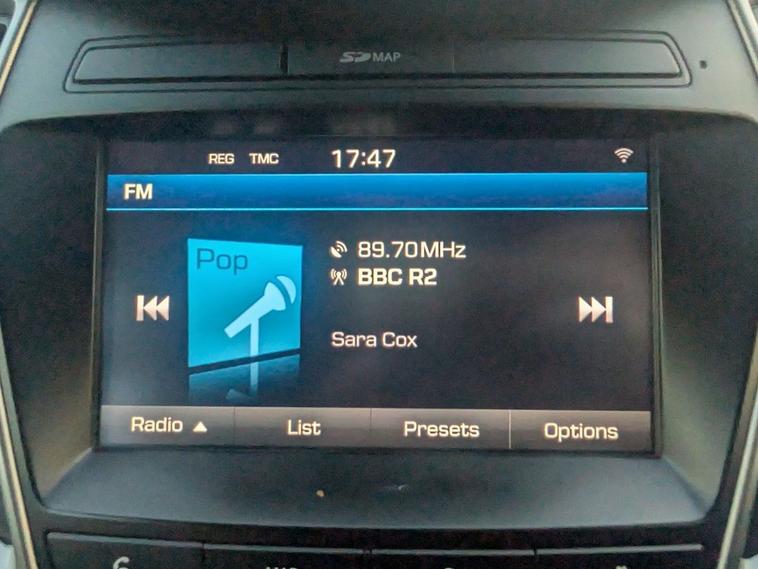 SD MAP
REG TMC 17:47
FM
Pop
89.70MHz
BBC R2
Sara Cox
Radio List Presets Options